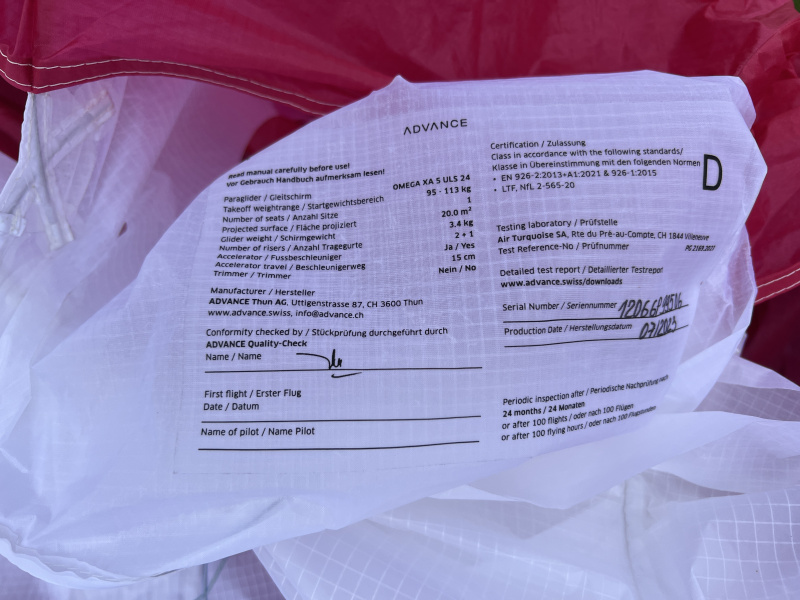 ADVANCE
Read manual carefully before use!
Vor Gebrauch Handbuch aufmerksam lesen!
Paraglider / Gleitschirm OMEGA XA 5 ULS 24
Takeoff weightrange / Startgewichtsbereich 95 - 113 kg
Number of seats / Anzahl Sitze 1
Projected surface / Fläche projiziert 20.0 m²
Glider weight / Schirmgewicht 3.4 kg
Number of risers / Anzahl Tragegurte 2 + 1
Accelerator / Fussbeschleuniger Ja / Yes
Accelerator travel / Beschleunigerweg 15 cm
Trimmer / Trimmer Nein / No
Manufacturer / Hersteller
ADVANCE Thun AG, Uttigenstrasse 87, CH 3600 Thun
www.advance.swiss, info@advance.ch
Conformity checked by / Stückprüfung durchgeführt durch
ADVANCE Quality-Check
Name / Name
First flight / Erster Flug
Date / Datum
Name of pilot / Name Pilot
Certification / Zulassung
Class in accordance with the following standards/
Klasse in Übereinstimmung mit den folgenden Normen
D
• EN 926-2:2013+A1:2021 & 926-1:2015
• LTF, NfL 2-565-20
Testing laboratory / Prüfstelle
Air Turquoise SA, Rte du Pré-au-Compte, CH 1844 Villeneuve
Test Reference-No / Prüfnummer PG_2169.2023
Detailed test report / Detaillierter Testreport
www.advance.swiss/downloads
Serial Number / Seriennummer
Production Date / Herstellungsdatum 07/2023
Periodic inspection after / Periodische Nachprüfung nach
24 months / 24 Monaten
or after 100 flights / oder nach 100 Flügen
or after 100 flying hours / oder nach 100 Flugstunden